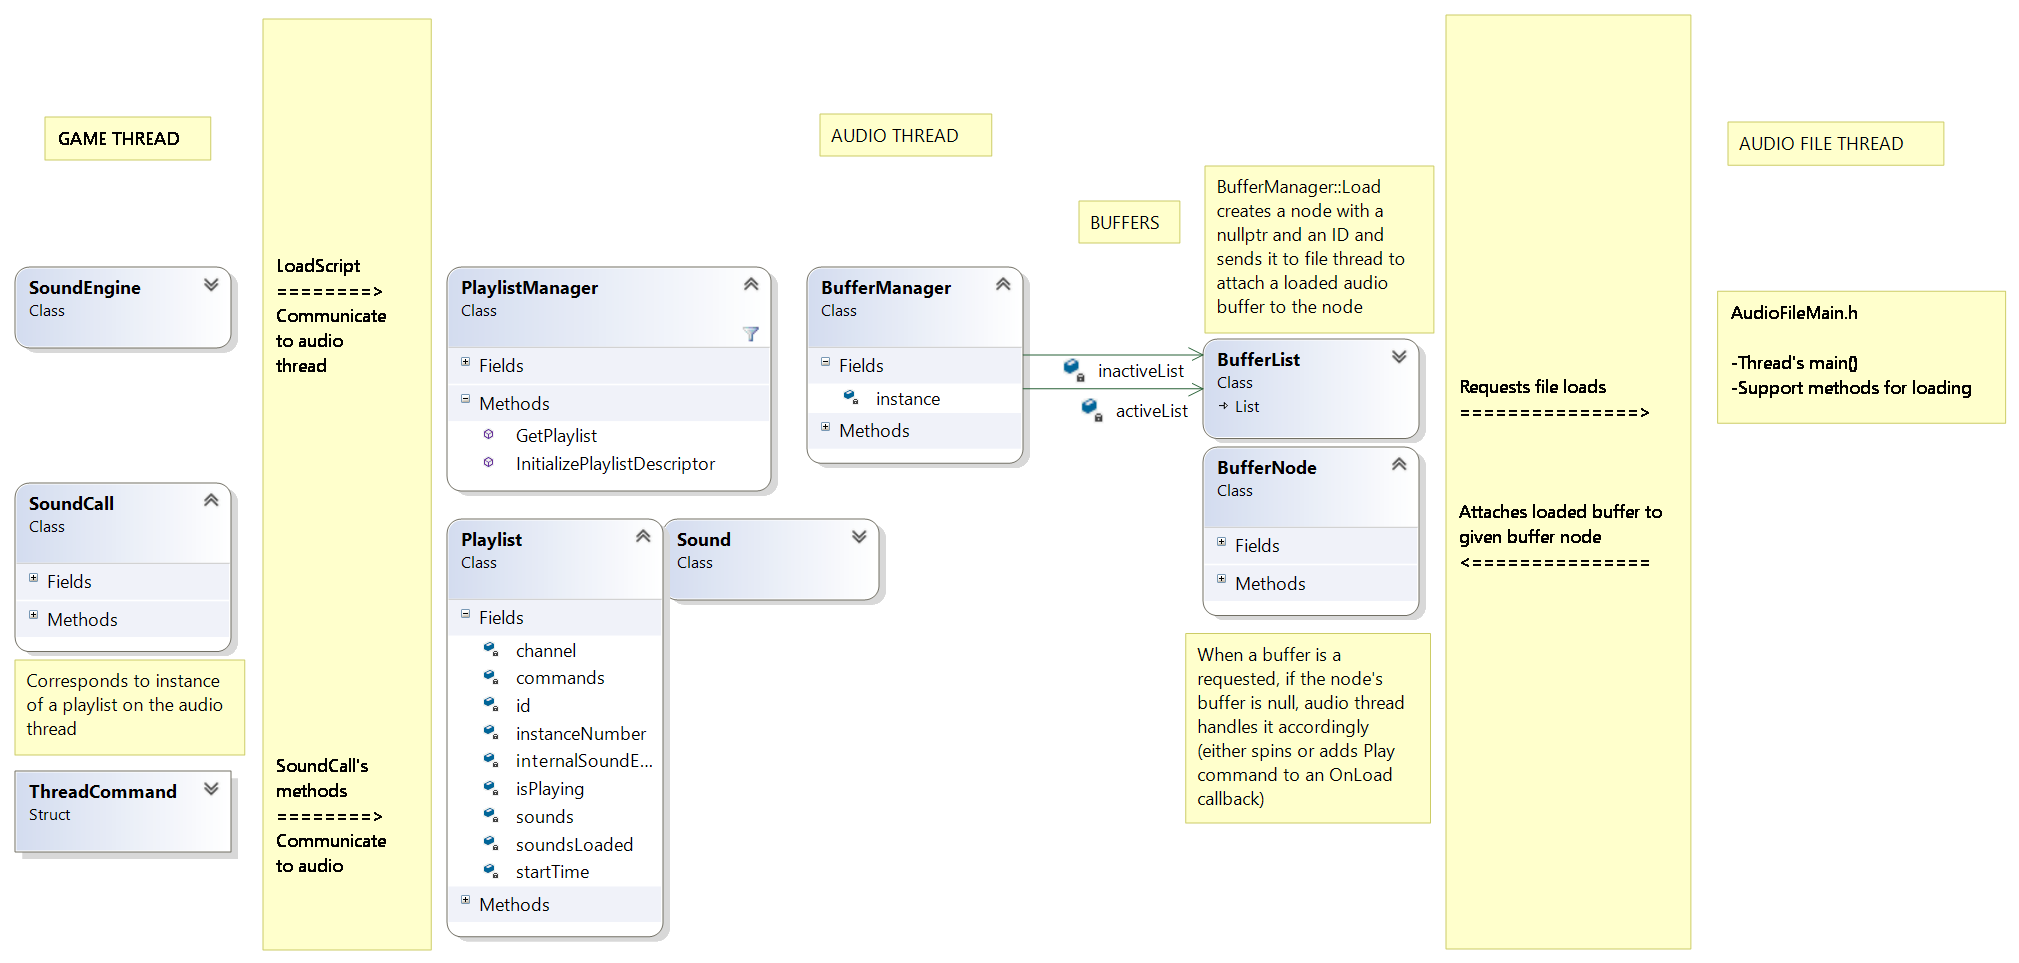 GAME THREAD
SoundEngine
Class
SoundCall
Class
Fields
Methods
Corresponds to instance
of a playlist on the audio
thread
ThreadCommand
Struct
LoadScript
========>
Communicate
to audio
thread
SoundCall's
methods
========>
Communicate
to audio
AUDIO THREAD
PlaylistManager
Class
Fields
Methods
GetPlaylist
InitializePlaylistDescriptor
Playlist
Class
Fields
channel
commands
id
instanceNumber
internalSoundE...
isPlaying
sounds
soundsLoaded
startTime
Methods
Sound
Class
BufferManager
Class
Fields
instance
Methods
inactiveList
activeList
BUFFERS
BufferManager::Load
creates a node with a
nullptr and an ID and
sends it to file thread to
attach a loaded audio
buffer to the node
BufferList
Class
List
BufferNode
Class
Fields
Methods
When a buffer is a
requested, if the node's
buffer is null, audio thread
handles it accordingly
(either spins or adds Play
command to an OnLoad
callback)
Requests file loads
===============>
Attaches loaded buffer to
given buffer node
<===============
AUDIO FILE THREAD
AudioFileMain.h
-Thread's main()
-Support methods for loading